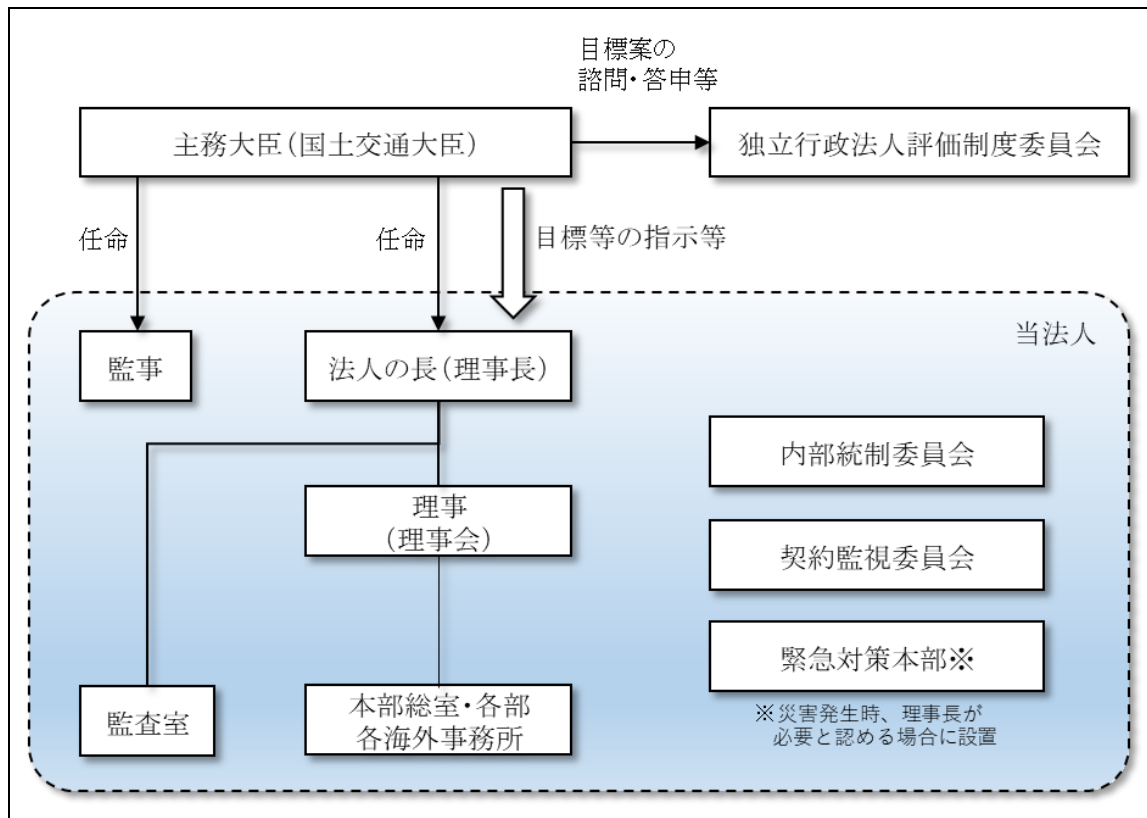 目標案の
諮問・答申等
主務大臣（国土交通大臣）
独立行政法人評価制度委員会
任命
任命
目標等の指示等
当法人
監事
法人の長（理事長）
内部統制委員会
理事
（理事会）
契約監視委員会
緊急対策本部※
監査室
本部総室・各部
各海外事務所
※災害発生時、理事長が
必要と認める場合に設置